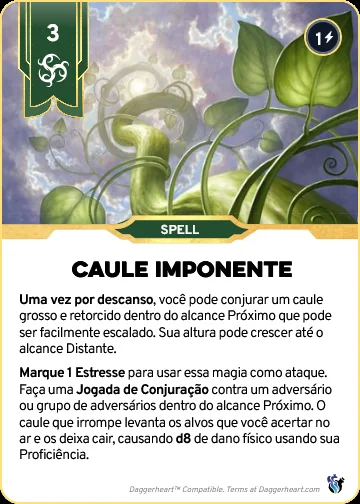 3
1
SPELL
CAULE IMPONENTE
Uma vez por descanso, você pode conjurar um caule
grosso e retorcido dentro do alcance Próximo que pode
ser facilmente escalado. Sua altura pode crescer até o
alcance Distante.
Marque 1 Estresse para usar essa magia como ataque.
Faça uma Jogada de Conjuração contra um adversário
ou grupo de adversários dentro do alcance Próximo. O
caule que irrompe levanta os alvos que você acertar no
ar e os deixa cair, causando d8 de dano físico usando sua
Proficiência.
Daggerheart™ Compatible. Terms at Daggerheart.com